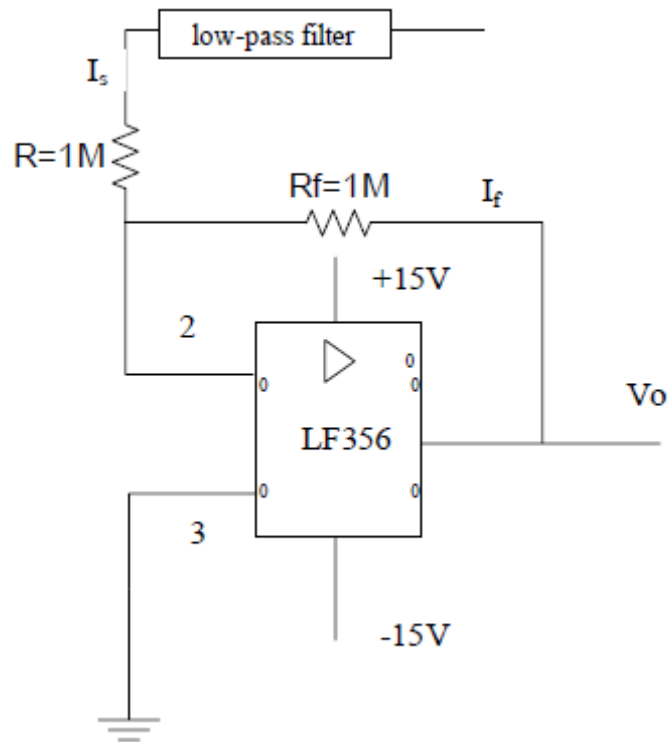 low-pass filter
Is
R=1M
Rf=1M
If
+15V
2
0
0
0
Vo
LF356
0
0
3
-15V